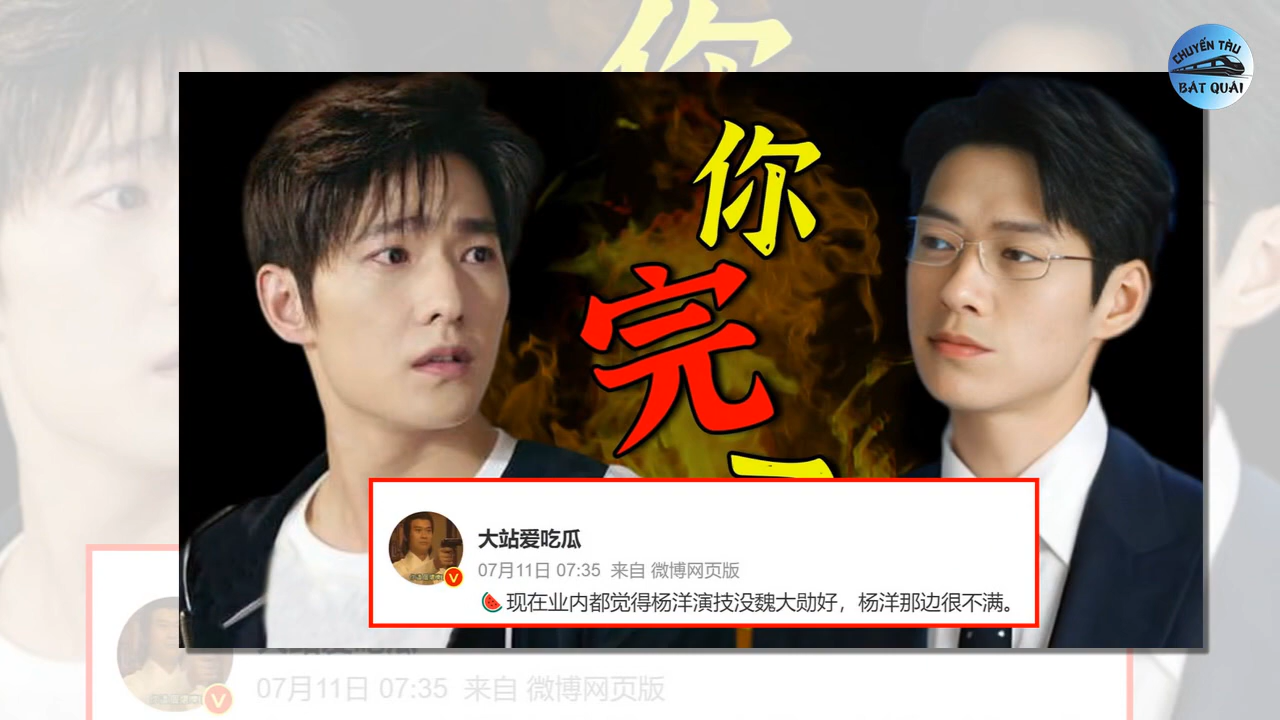 CHUYẾN TÀU
BÁT QUÁI
你
你
完
大站爱吃瓜
07月11日 07:35 来自 微博网页版
🍉现在业内都觉得杨洋演技没魏大勋好，杨洋那边很不满。
07月11日 07:35 来自 微博网页版